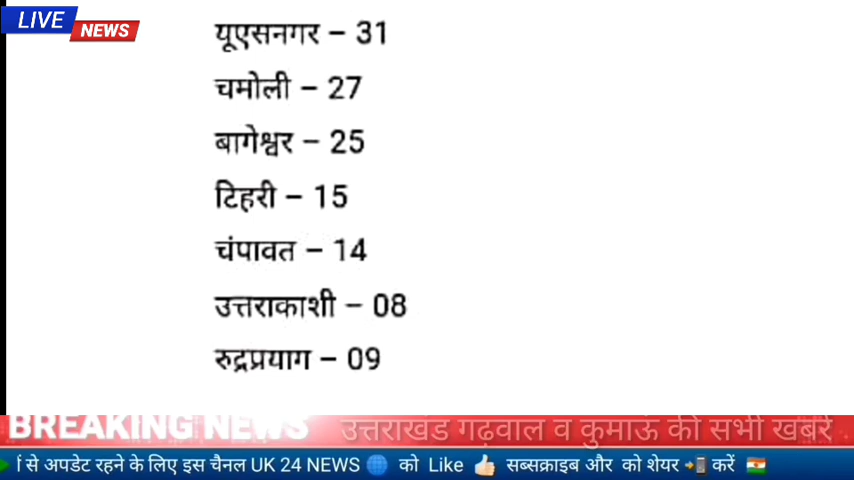 LIVE
NEWS
यूएसनगर – 31
चमोली – 27
बागेश्वर – 25
टिहरी – 15
चंपावत – 14
उत्तराकाशी – 08
रुद्रप्रयाग – 09
BREAKING NEWS उत्तराखंड गढ़वाल व कुमाऊं की सभी खबरें
से अपडेट रहने के लिए इस चैनल UK 24 NEWS 🌐 को Like 👍🏻 सब्सक्राइब और को शेयर 📲 करें 🇮🇳